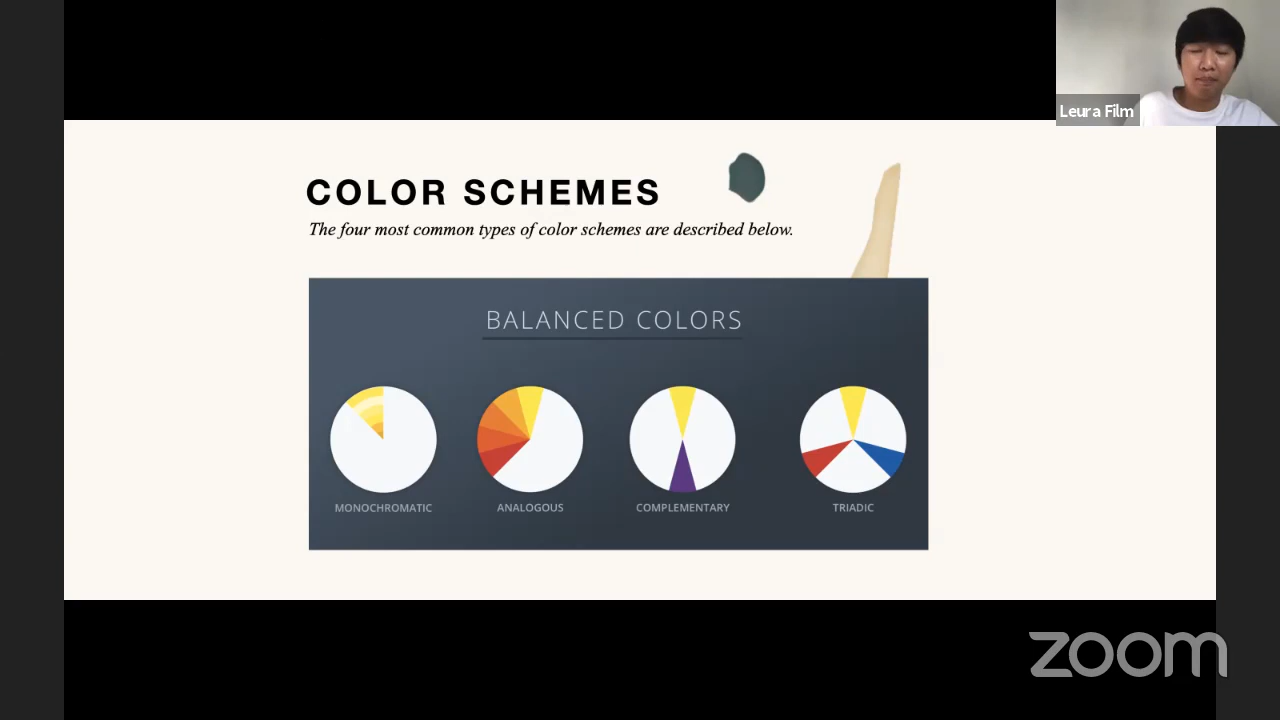 Leura Film
COLOR SCHEMES
The four most common types of color schemes are described below.
BALANCED COLORS
MONOCHROMATIC
ANALOGOUS
COMPLEMENTARY
TRIADIC
zoom